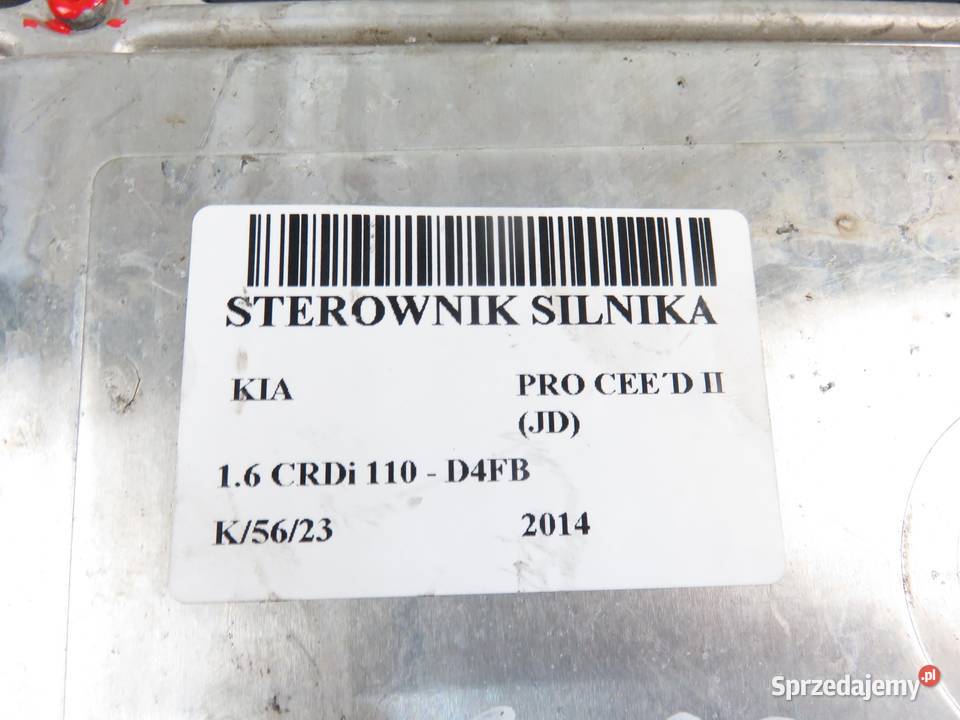 STEROWNIK SILNIKA
KIA PRO CEE´D II
(JD)
1.6 CRDi 110 - D4FB
K/56/23 2014
Sprzedajemy.pl